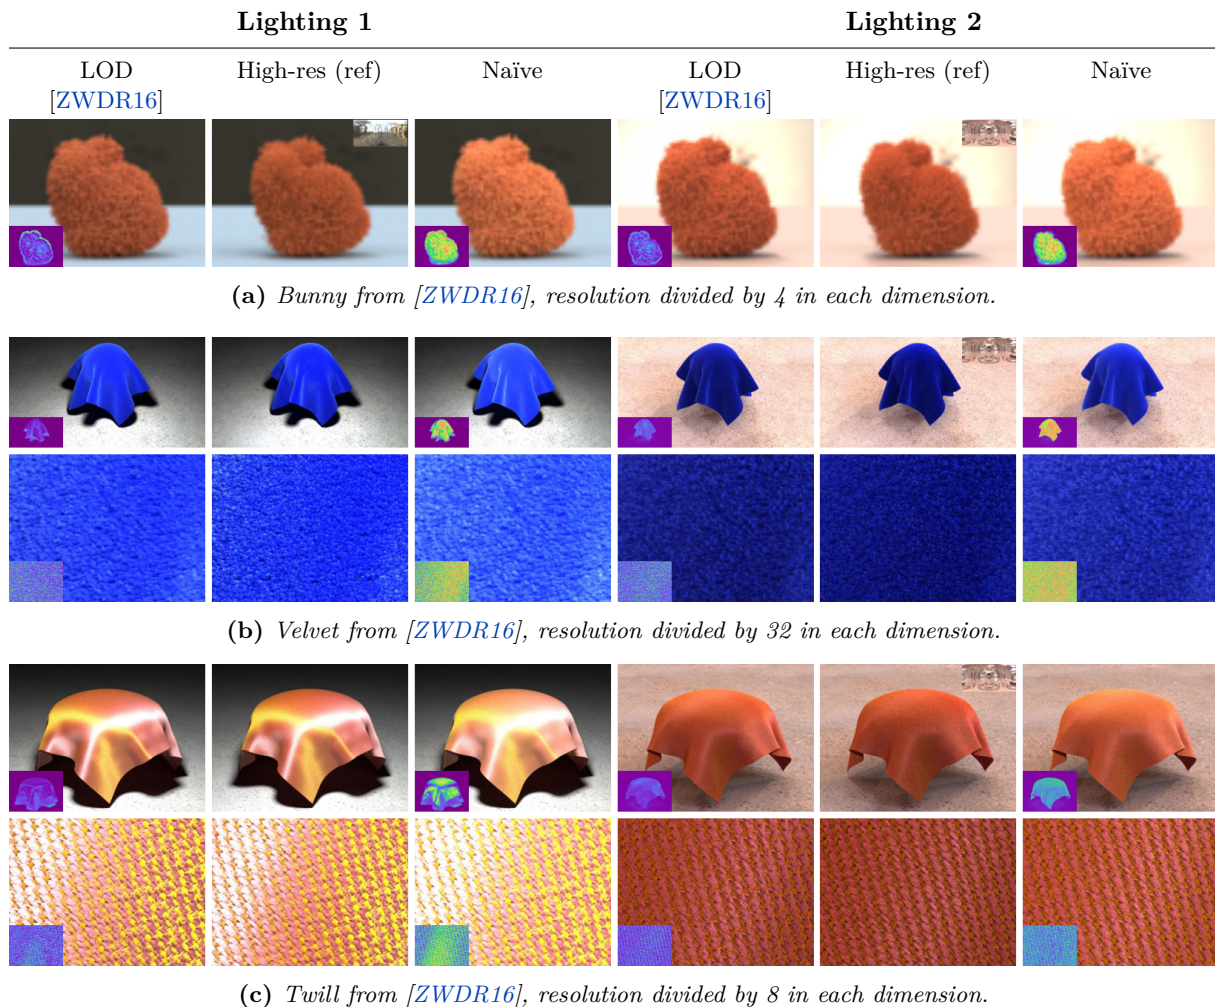 Lighting 1 Lighting 2
LOD [ZWDR16] High-res (ref) Naïve LOD [ZWDR16] High-res (ref) Naïve
(a) Bunny from [ZWDR16], resolution divided by 4 in each dimension.
(b) Velvet from [ZWDR16], resolution divided by 32 in each dimension.
(c) Twill from [ZWDR16], resolution divided by 8 in each dimension.